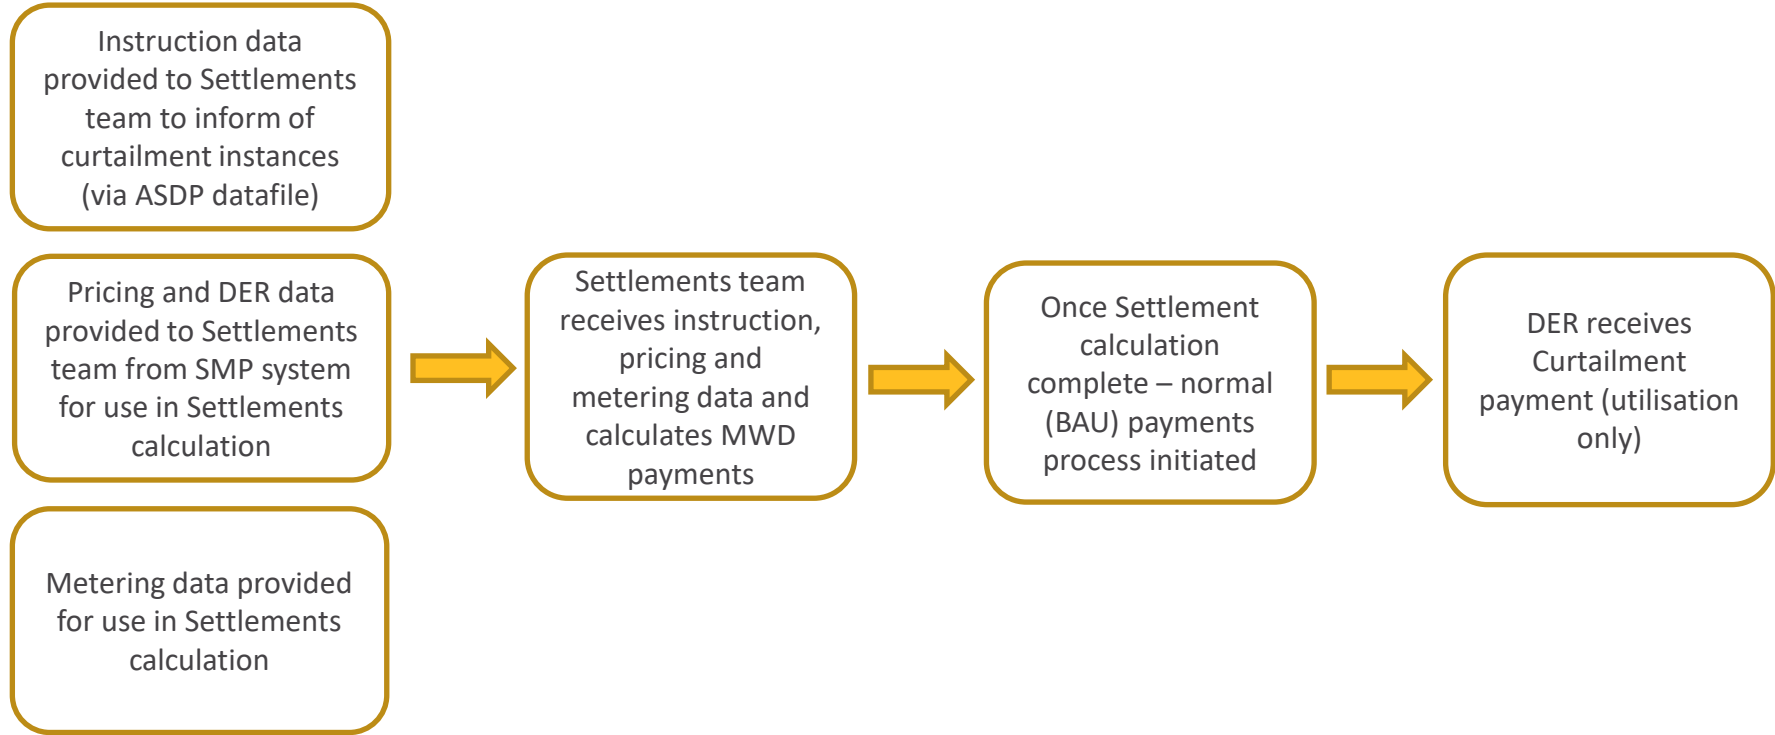 Instruction data
provided to Settlements
team to inform of
curtailment instances
(via ASDP datafile)
Pricing and DER data
provided to Settlements
team from SMP system
for use in Settlements
calculation
Metering data provided
for use in Settlements
calculation
Settlements team
receives instruction,
pricing and
metering data and
calculates MWD
payments
Once Settlement
calculation
complete – normal
(BAU) payments
process initiated
DER receives
Curtailment
payment (utilisation
only)